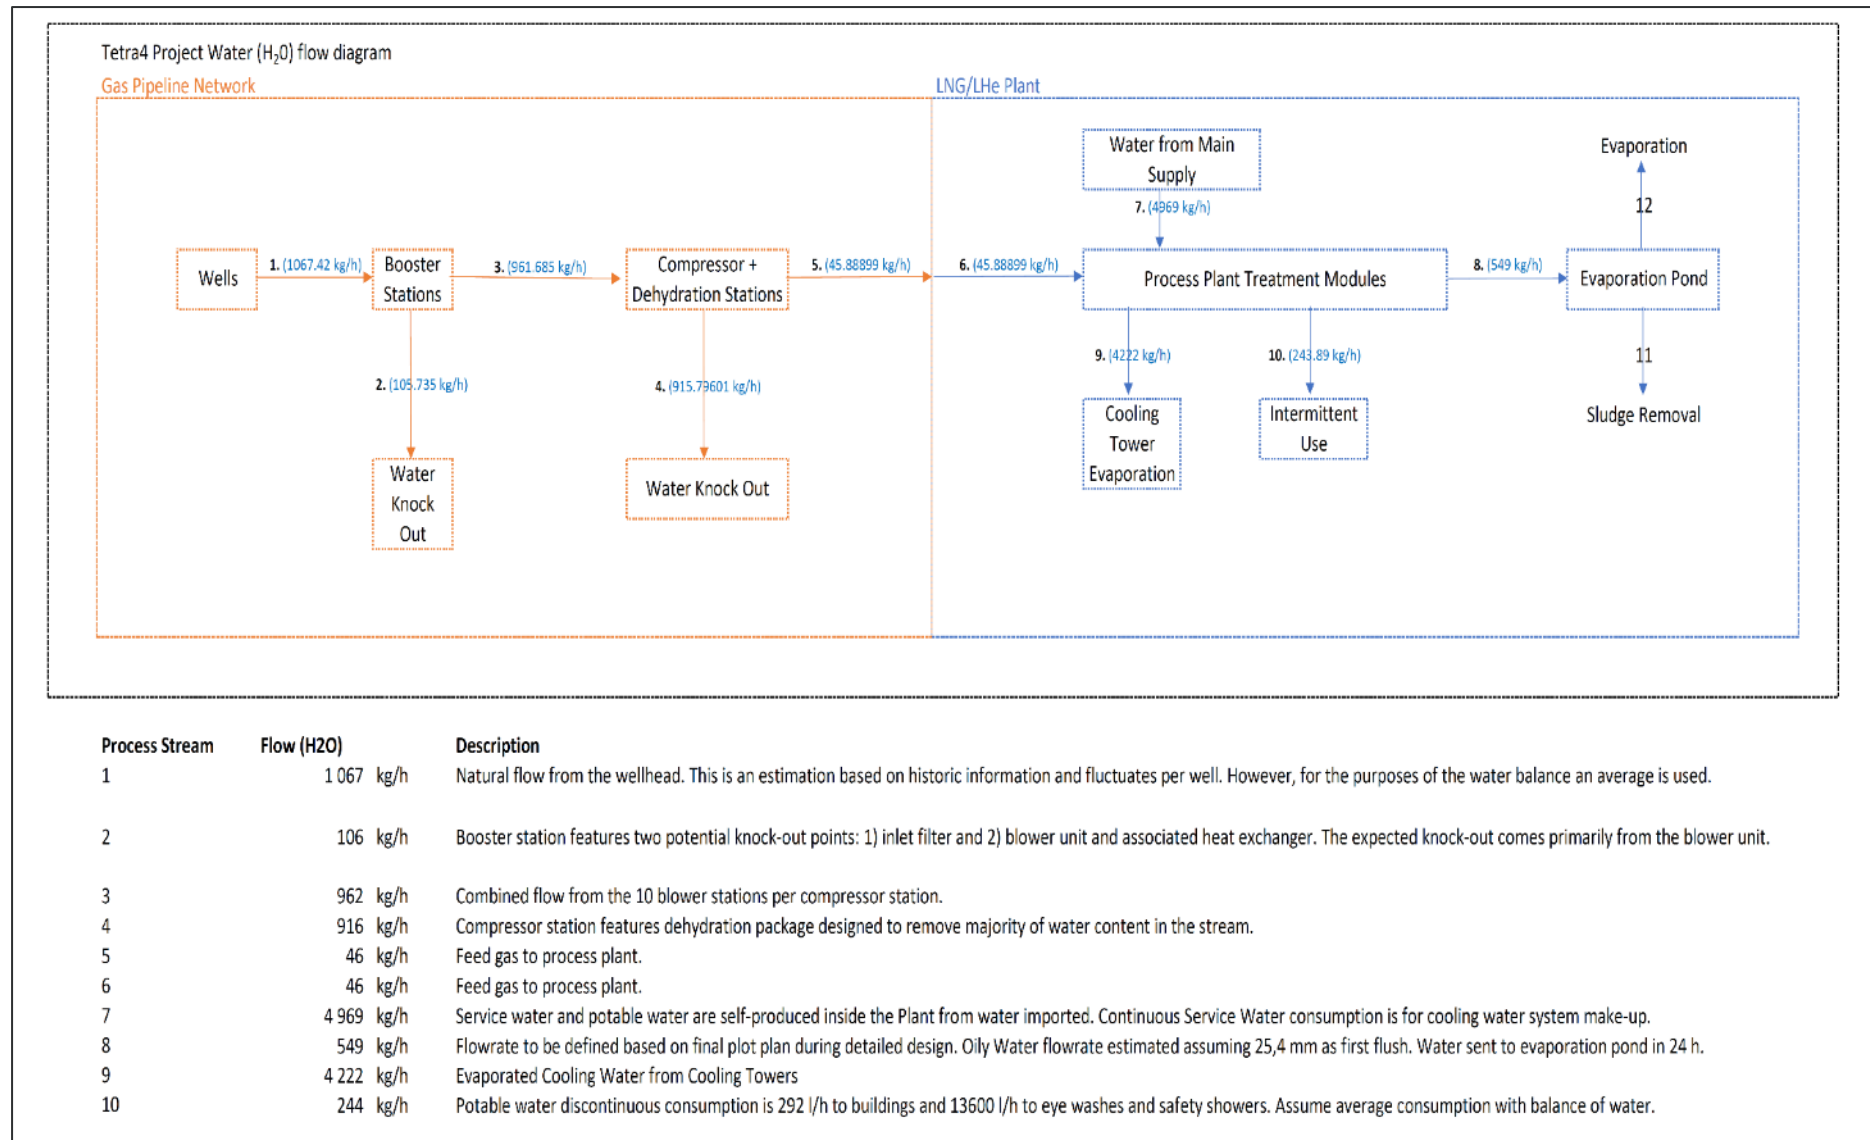 Tetra4 Project Water (H₂0) flow diagram
Gas Pipeline Network
LNG/LHe Plant
Water from Main
Supply
Evaporation
7. (4969 kg/h)
12
Wells
1. (1067.42 kg/h)
Booster
Stations
3. (961.685 kg/h)
Compressor +
Dehydration Stations
5. (45.88899 kg/h)
6. (45.88899 kg/h)
Process Plant Treatment Modules
8. (549 kg/h)
Evaporation Pond
2. (105.735 kg/h)
4. (915.79601 kg/h)
9. (4222 kg/h)
10. (243.89 kg/h)
11
Cooling
Tower
Evaporation
Intermittent
Use
Sludge Removal
Water
Knock
Out
Water Knock Out
Process Stream Flow (H2O) Description
1 1 067 kg/h Natural flow from the wellhead. This is an estimation based on historic information and fluctuates per well. However, for the purposes of the water balance an average is used.
2 106 kg/h Booster station features two potential knock-out points: 1) inlet filter and 2) blower unit and associated heat exchanger. The expected knock-out comes primarily from the blower unit.
3 962 kg/h Combined flow from the 10 blower stations per compressor station.
4 916 kg/h Compressor station features dehydration package designed to remove majority of water content in the stream.
5 46 kg/h Feed gas to process plant.
6 46 kg/h Feed gas to process plant.
7 4 969 kg/h Service water and potable water are self-produced inside the Plant from water imported. Continuous Service Water consumption is for cooling water system make-up.
8 549 kg/h Flowrate to be defined based on final plot plan during detailed design. Oily Water flowrate estimated assuming 25,4 mm as first flush. Water sent to evaporation pond in 24 h.
9 4 222 kg/h Evaporated Cooling Water from Cooling Towers
10 244 kg/h Potable water discontinuous consumption is 292 l/h to buildings and 13600 l/h to eye washes and safety showers. Assume average consumption with balance of water.